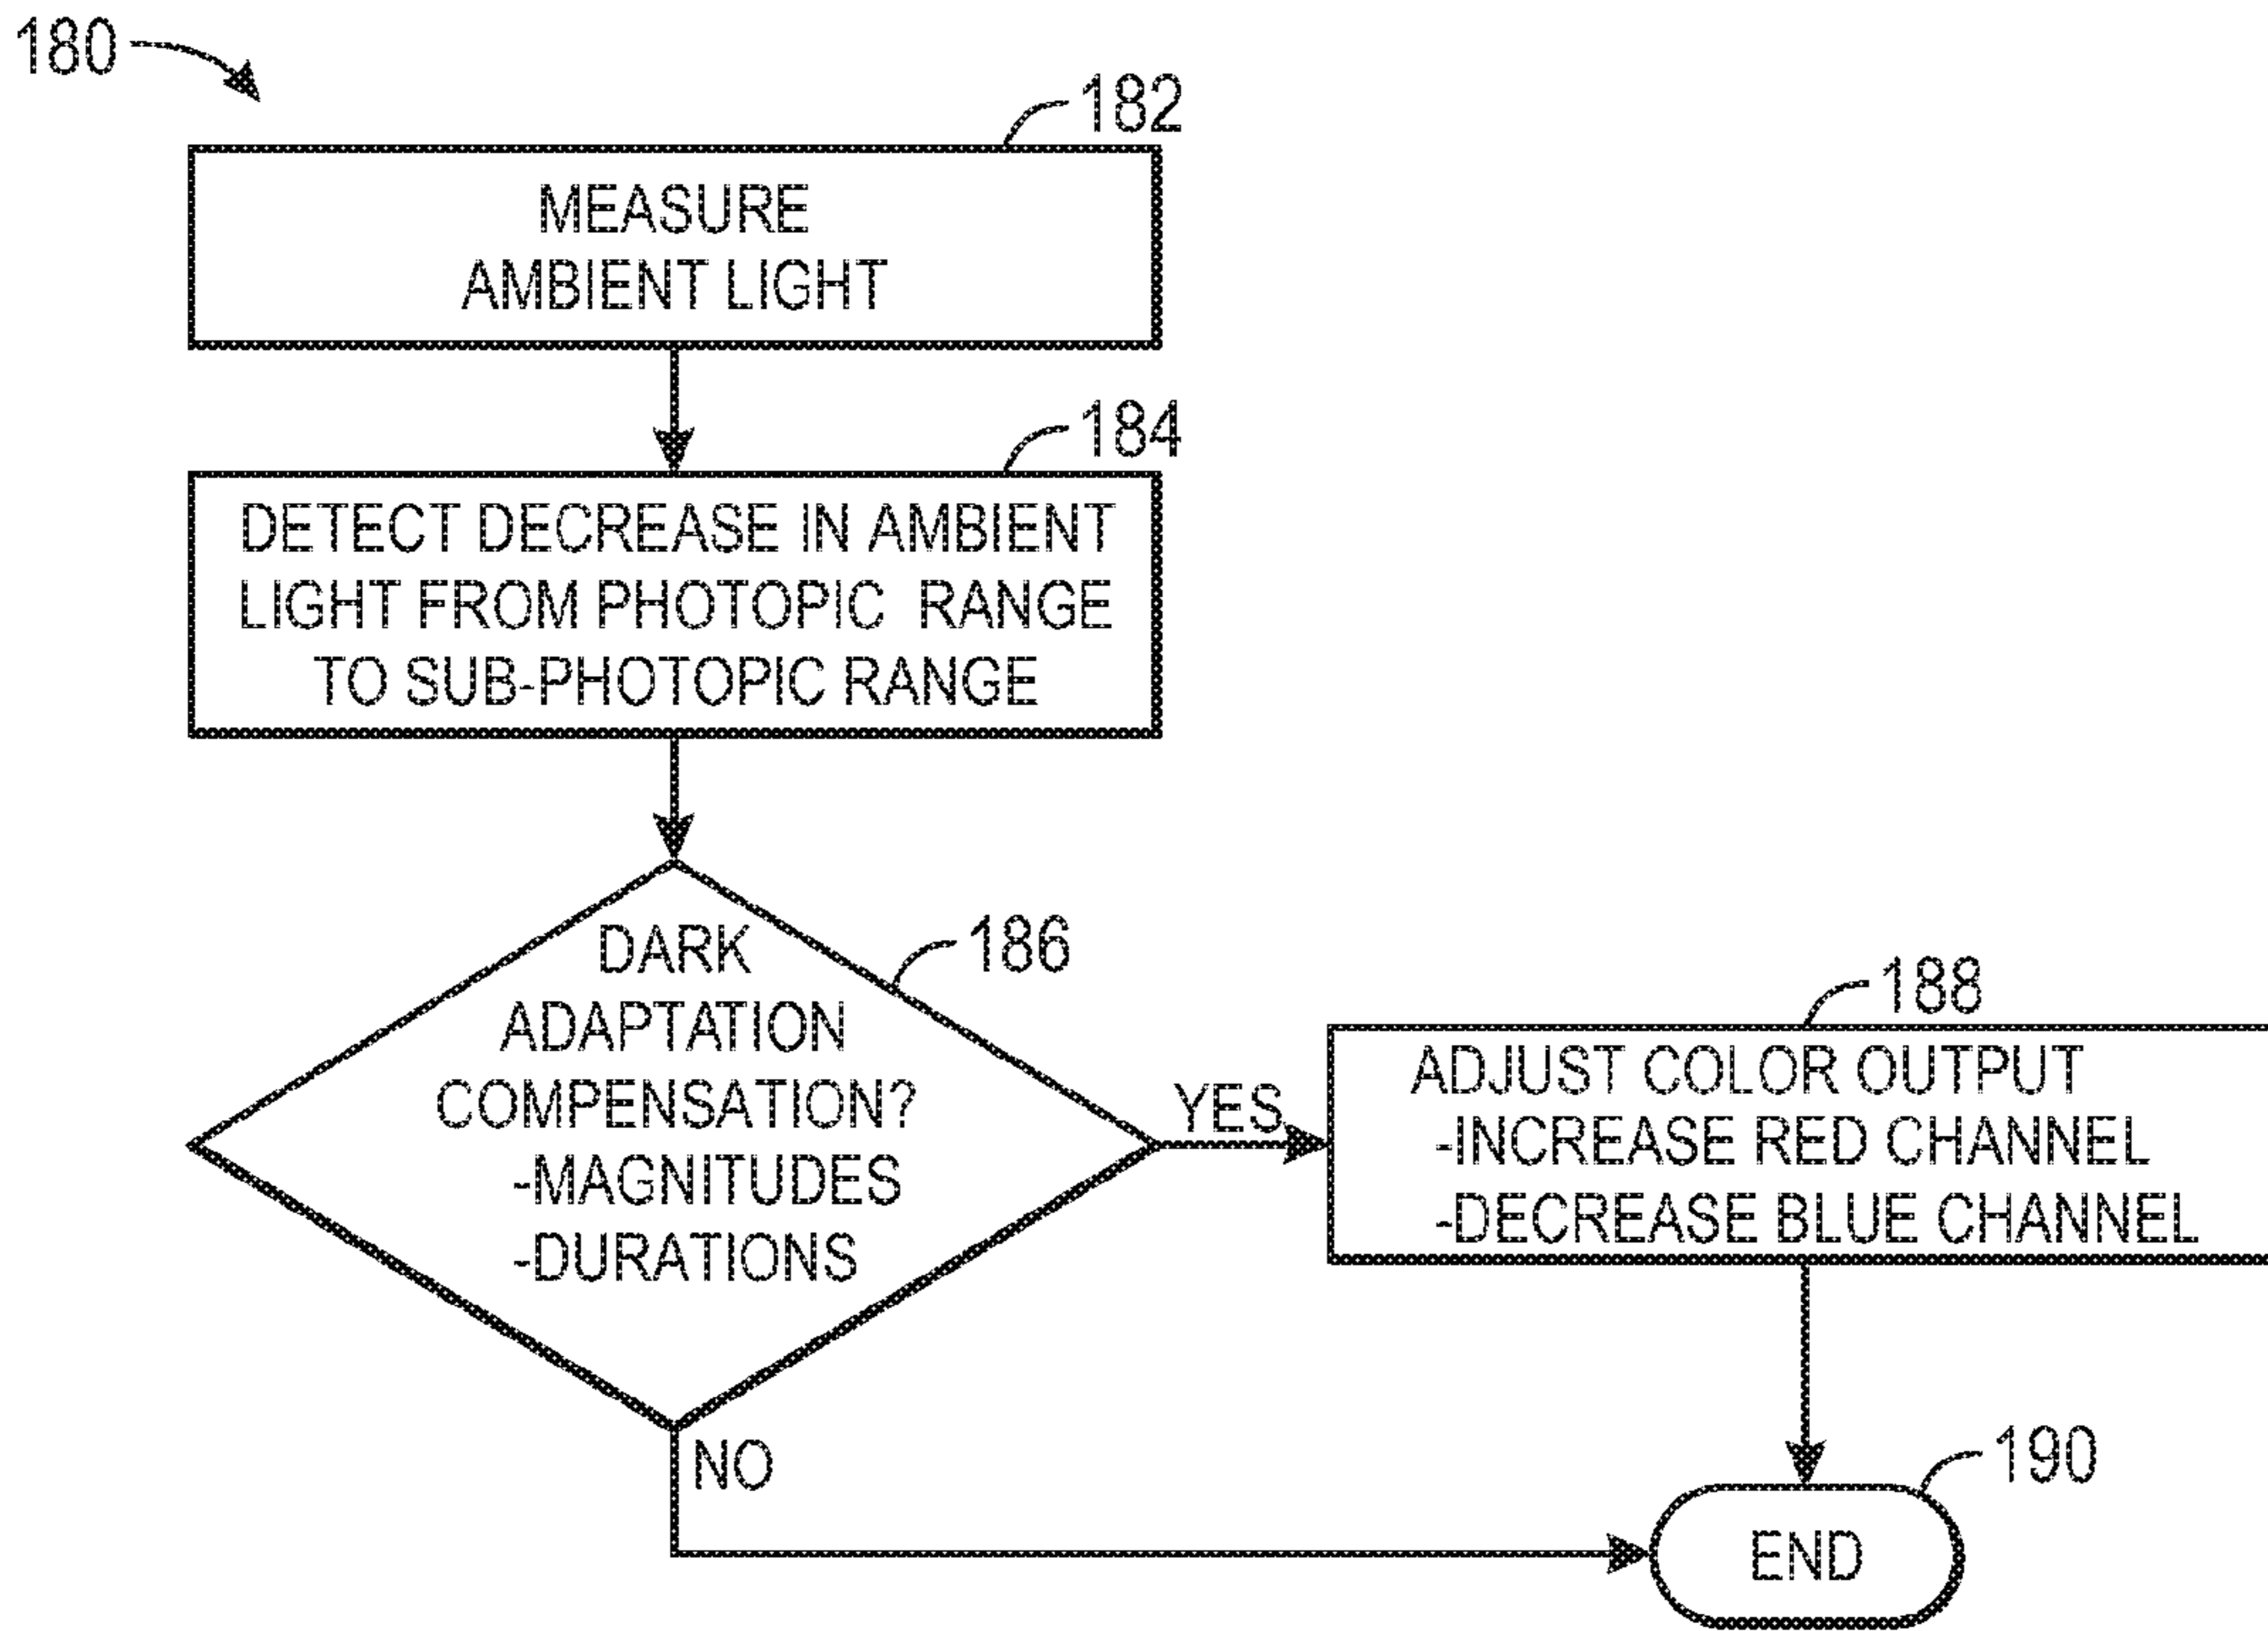 180
182
MEASURE
AMBIENT LIGHT
184
DETECT DECREASE IN AMBIENT
LIGHT FROM PHOTOPIC RANGE
TO SUB-PHOTOPIC RANGE
186
DARK
ADAPTATION
COMPENSATION?
-MAGNITUDES
-DURATIONS
YES
188
ADJUST COLOR OUTPUT
-INCREASE RED CHANNEL
-DECREASE BLUE CHANNEL
NO
190
END